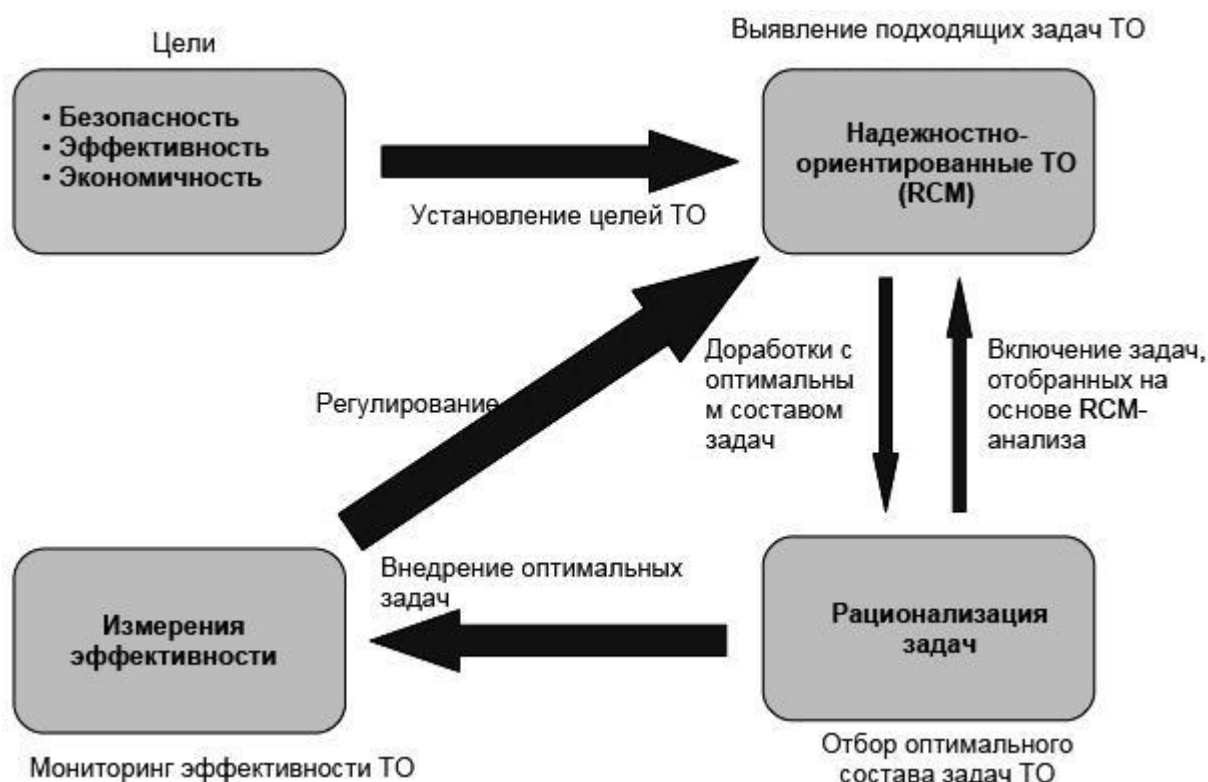 Цели
• Безопасность
• Эффективность
• Экономичность
Установление целей ТО
Выявление подходящих задач ТО
Надежностно-
ориентированные ТО
(RCM)
Регулирование
Доработки с
оптимальны
м составом
задач
Включение задач,
отобранных на
основе RCM-
анализа
Измерения
эффективности
Мониторинг эффективности ТО
Внедрение оптимальных
задач
Рационализация
задач
Отбор оптимального
состава задач ТО